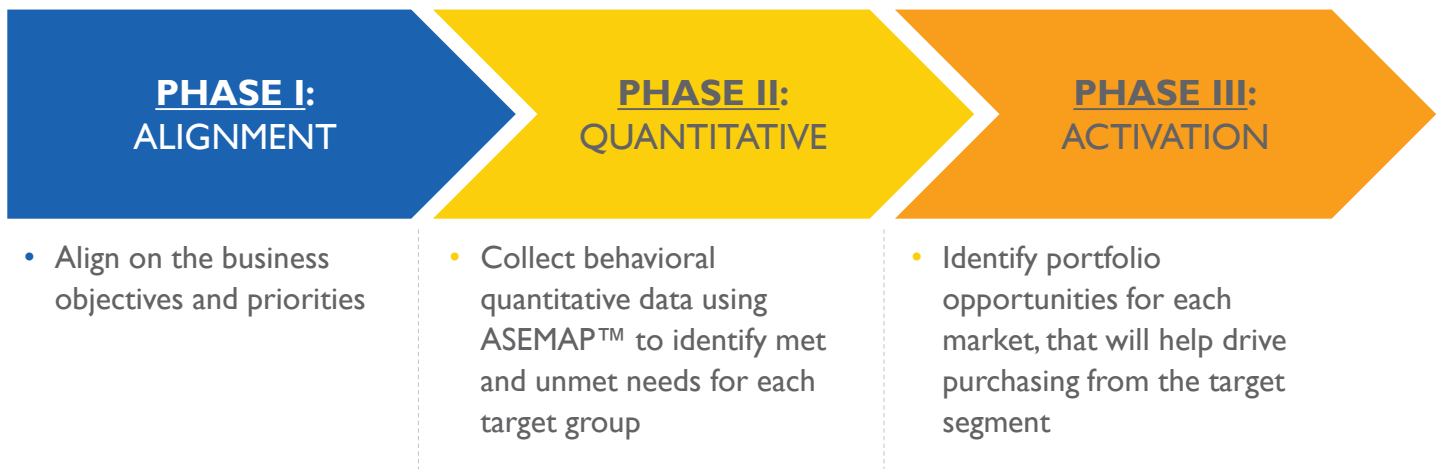 PHASE I:
ALIGNMENT
PHASE II:
QUANTITATIVE
PHASE III:
ACTIVATION
• Align on the business
objectives and priorities
• Collect behavioral
quantitative data using
ASEMAP™ to identify met
and unmet needs for each
target group
• Identify portfolio
opportunities for each
market, that will help drive
purchasing from the target
segment